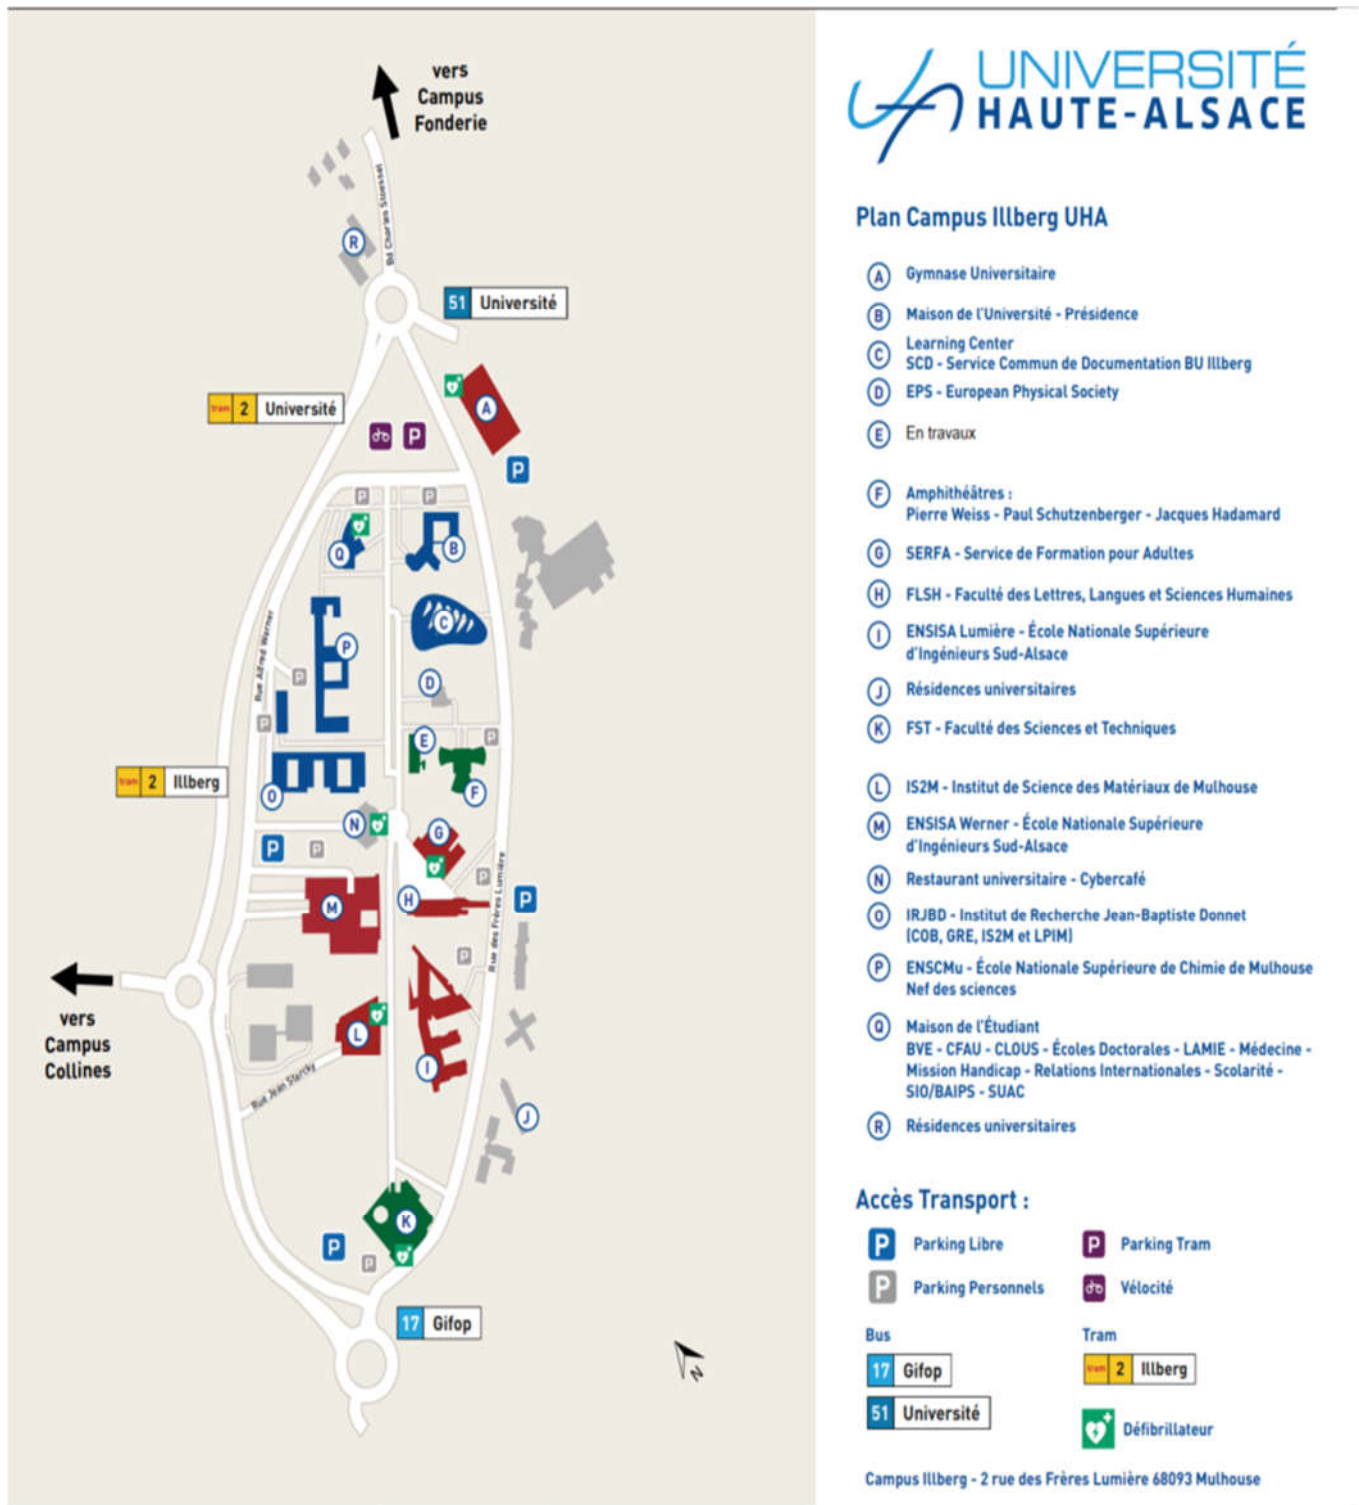 vers
Campus
Fonderie
Bd Charles Stoessel
R
51 Université
tram 2 Université
A
P
P
P
P
Q
B
C
P
Rue Alfred Werner
P
D
P
E
P
tram 2 Illberg
O
F
N
G
P
P
P
H
P
M
Rue des Frères Lumière
P
vers
Campus
Collines
L
I
Rue Jean Starcky
J
K
P
P
17 Gifop
N
UNIVERSITÉ
HAUTE-ALSACE
Plan Campus Illberg UHA
A Gymnase Universitaire
B Maison de l'Université - Présidence
C Learning Center
SCD - Service Commun de Documentation BU Illberg
D EPS - European Physical Society
E En travaux
F Amphithéâtres :
Pierre Weiss - Paul Schutzenberger - Jacques Hadamard
G SERFA - Service de Formation pour Adultes
H FLSH - Faculté des Lettres, Langues et Sciences Humaines
I ENSISA Lumière - École Nationale Supérieure
d'Ingénieurs Sud-Alsace
J Résidences universitaires
K FST - Faculté des Sciences et Techniques
L IS2M - Institut de Science des Matériaux de Mulhouse
M ENSISA Werner - École Nationale Supérieure
d'Ingénieurs Sud-Alsace
N Restaurant universitaire - Cybercafé
O IRJBD - Institut de Recherche Jean-Baptiste Donnet
(COB, GRE, IS2M et LPIM)
P ENSCMu - École Nationale Supérieure de Chimie de Mulhouse
Nef des sciences
Q Maison de l'Étudiant
BVE - CFAU - CLOUS - Écoles Doctorales - LAMIE - Médecine -
Mission Handicap - Relations Internationales - Scolarité -
SIO/BAIPS - SUAC
R Résidences universitaires
Accès Transport :
P Parking Libre
P Parking Tram
P Parking Personnels
Vélocité
Bus
Tram
17 Gifop
tram 2 Illberg
51 Université
Défibrillateur
Campus Illberg - 2 rue des Frères Lumière 68093 Mulhouse